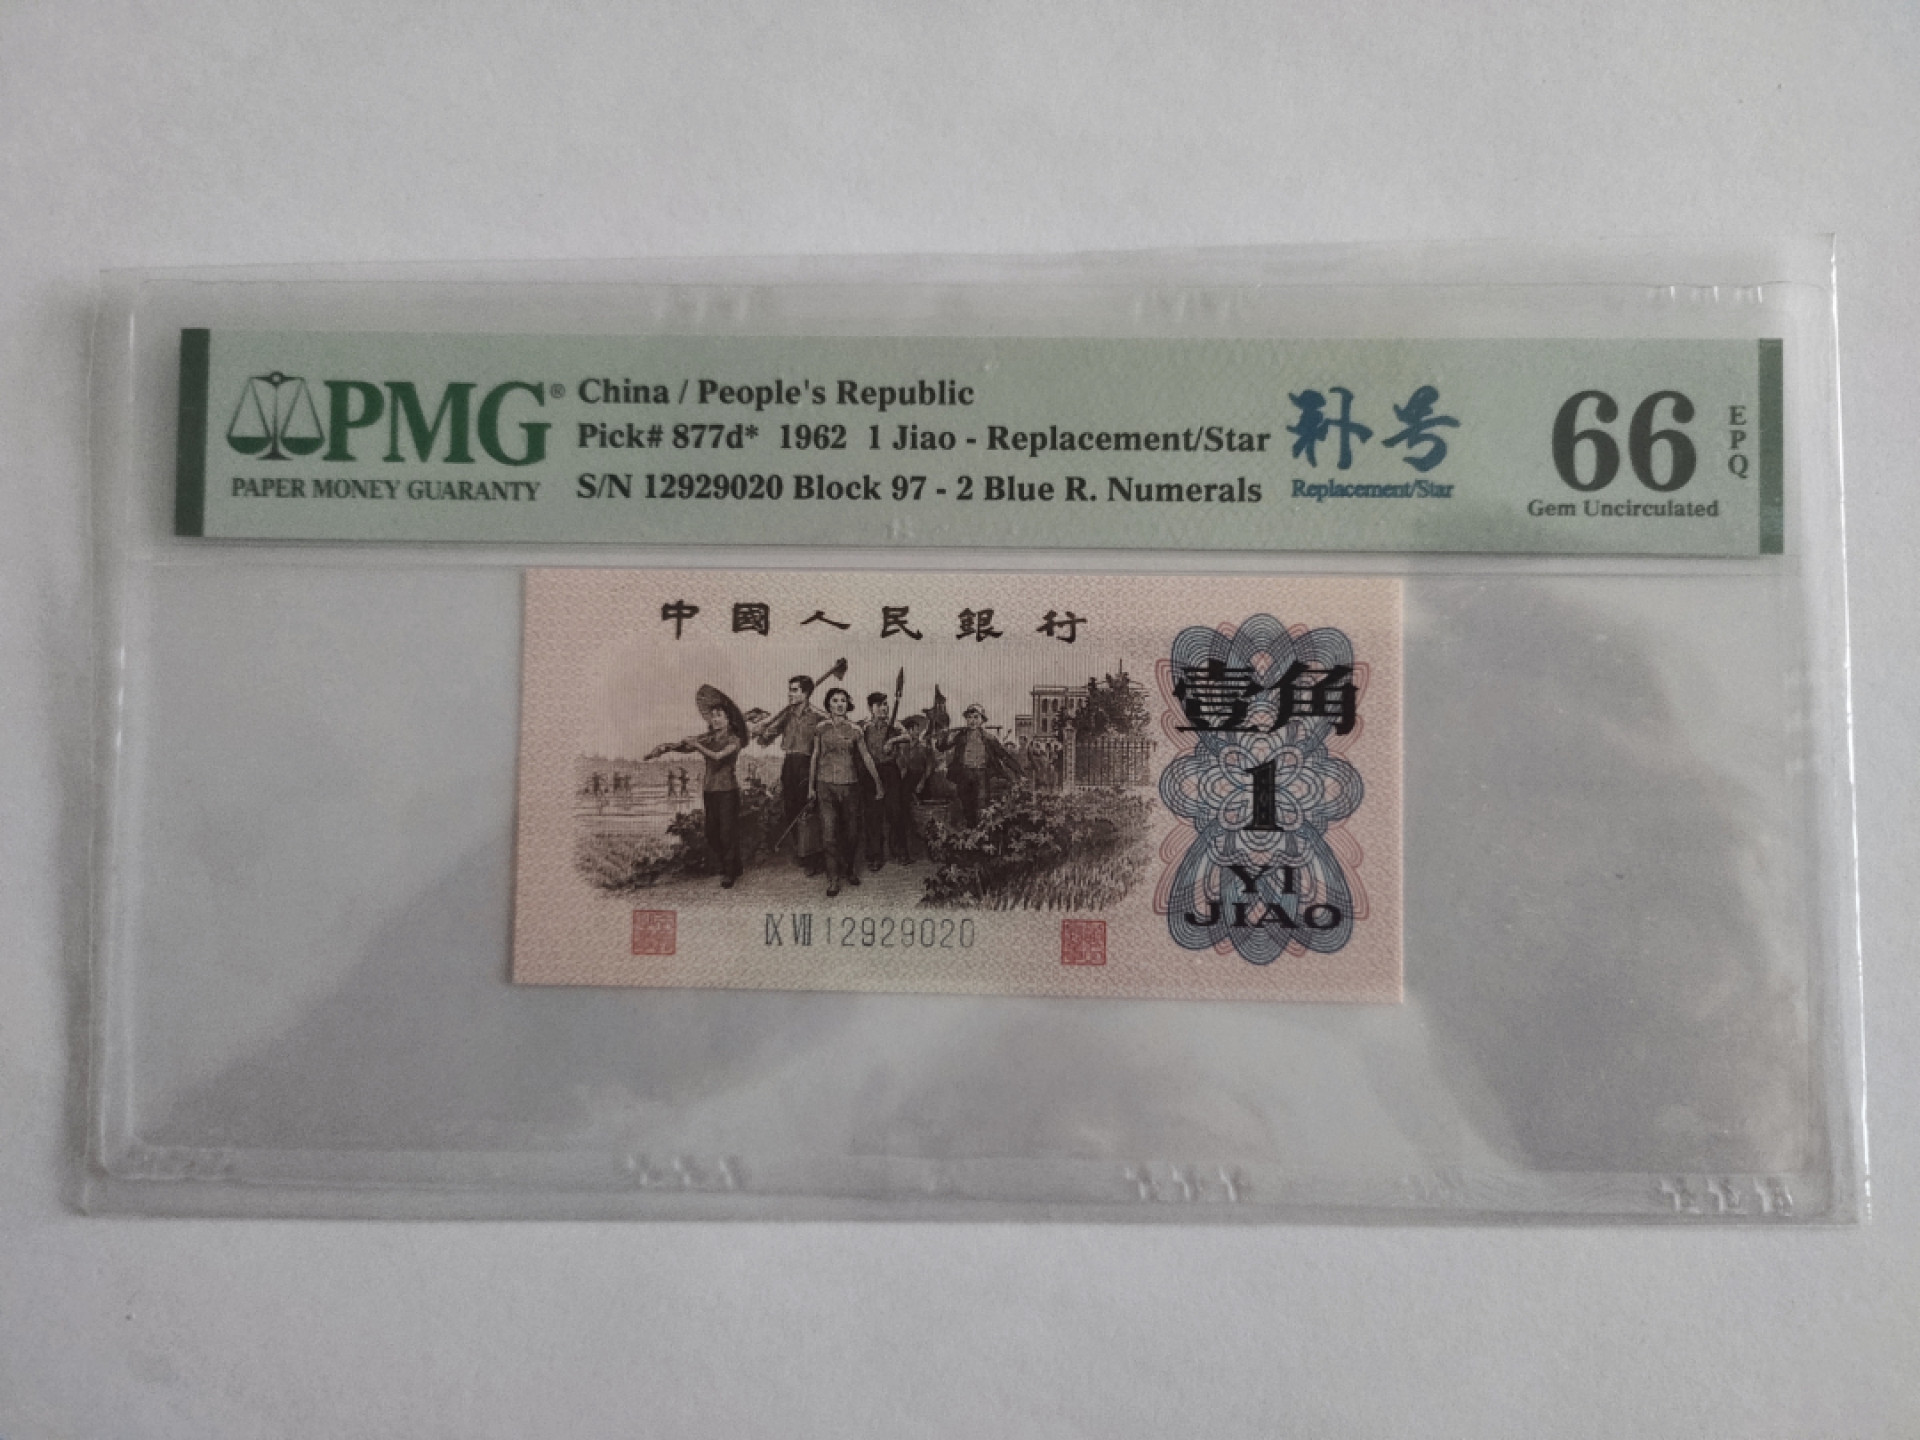 PMG®
PAPER MONEY GUARANTY
China / People's Republic
Pick# 877d* 1962 1 Jiao - Replacement/Star
S/N 12929020 Block 97 - 2 Blue R. Numerals
补号
Replacement/Star
66
EPQ
Gem Uncirculated
中國人民銀行
壹角
1
YI
JIAO
IX VII 12929020